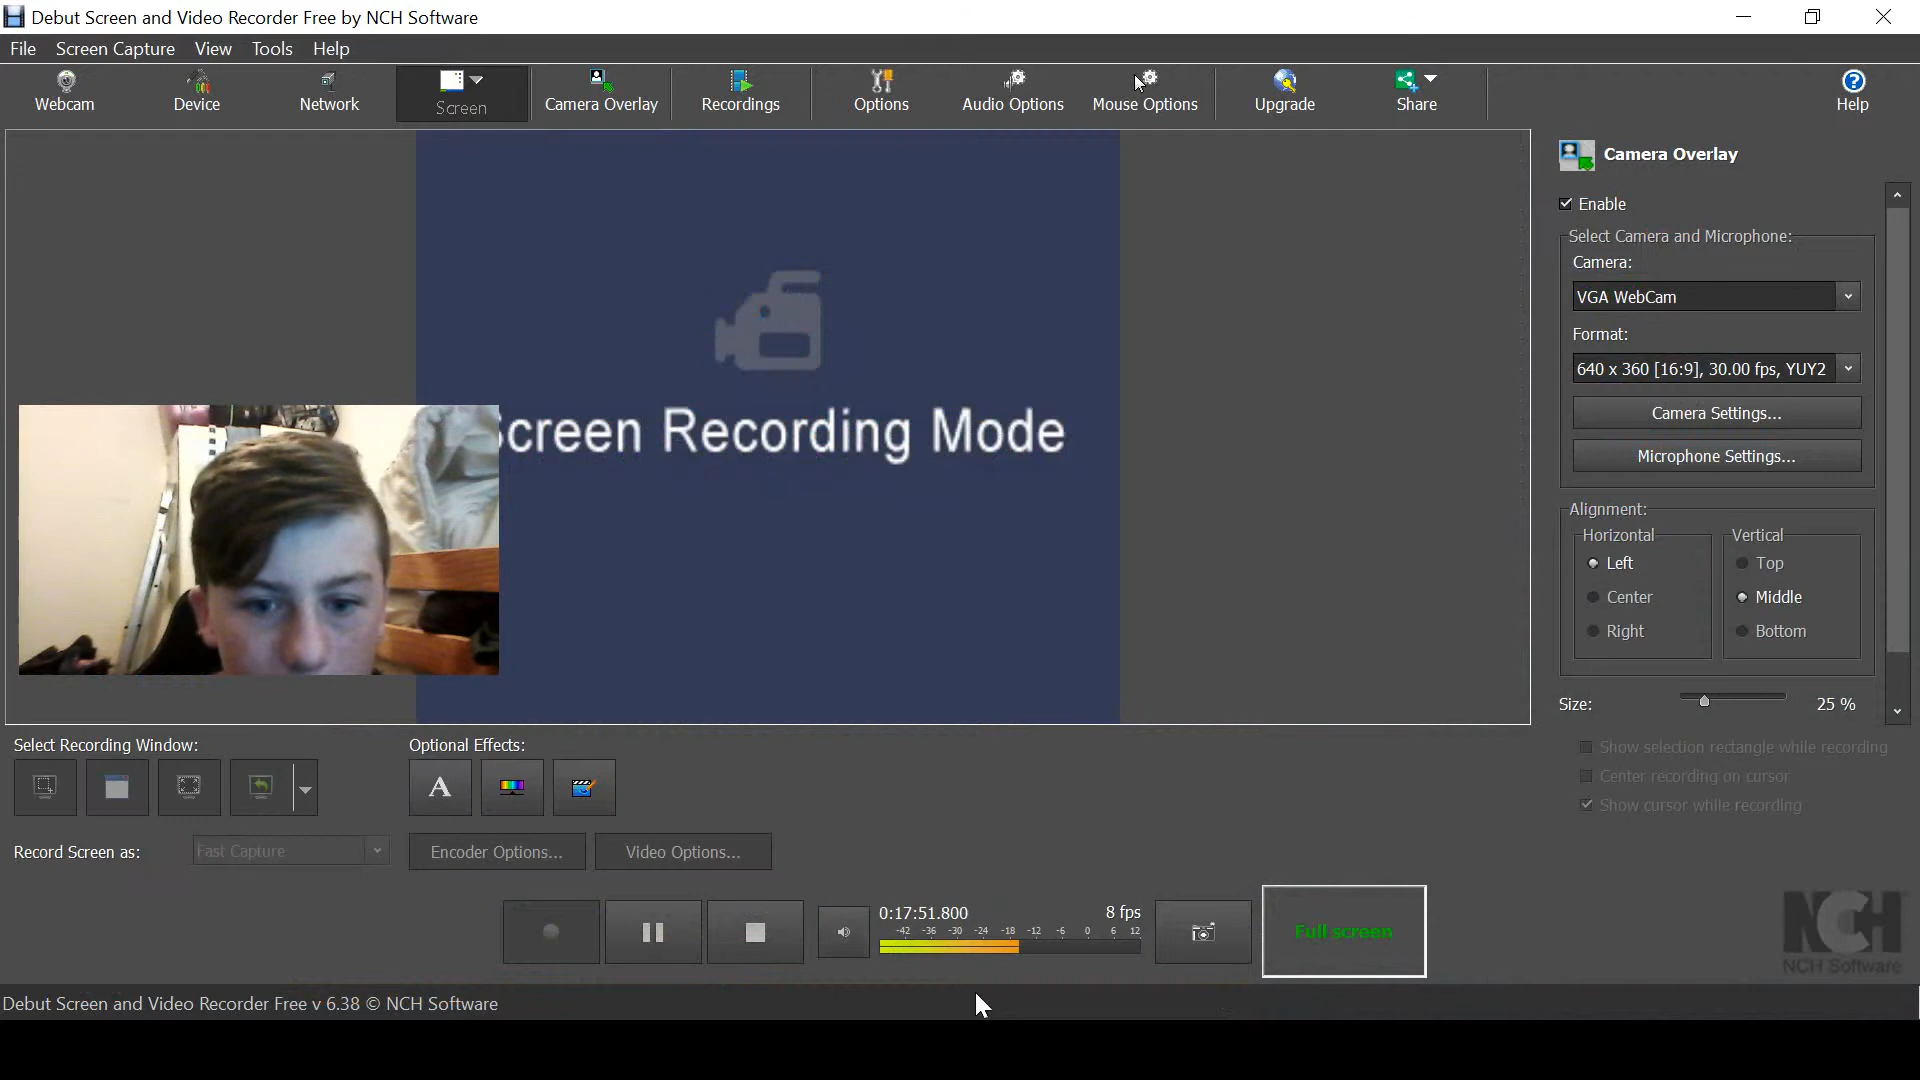 Debut Screen and Video Recorder Free by NCH Software
File Screen Capture View Tools Help
Webcam Device Network Screen Camera Overlay Recordings Options Audio Options Mouse Options Upgrade Share Help
Camera Overlay
Enable
Select Camera and Microphone:
Camera:
VGA WebCam
Format:
640 x 360 [16:9], 30.00 fps, YUY2
Camera Settings...
Microphone Settings...
creen Recording Mode
Alignment:
Horizontal Vertical
Left Top
Center Middle
Right Bottom
Size: 25 %
Select Recording Window: Optional Effects:
A
Show selection rectangle while recording
Center recording on cursor
Show cursor while recording
Record Screen as: Fast Capture Encoder Options... Video Options...
0:17:51.800 8 fps
-42 -36 -30 -24 -18 -12 -6 0 6 12
Full screen
NCH
NCH Software
Debut Screen and Video Recorder Free v 6.38 © NCH Software